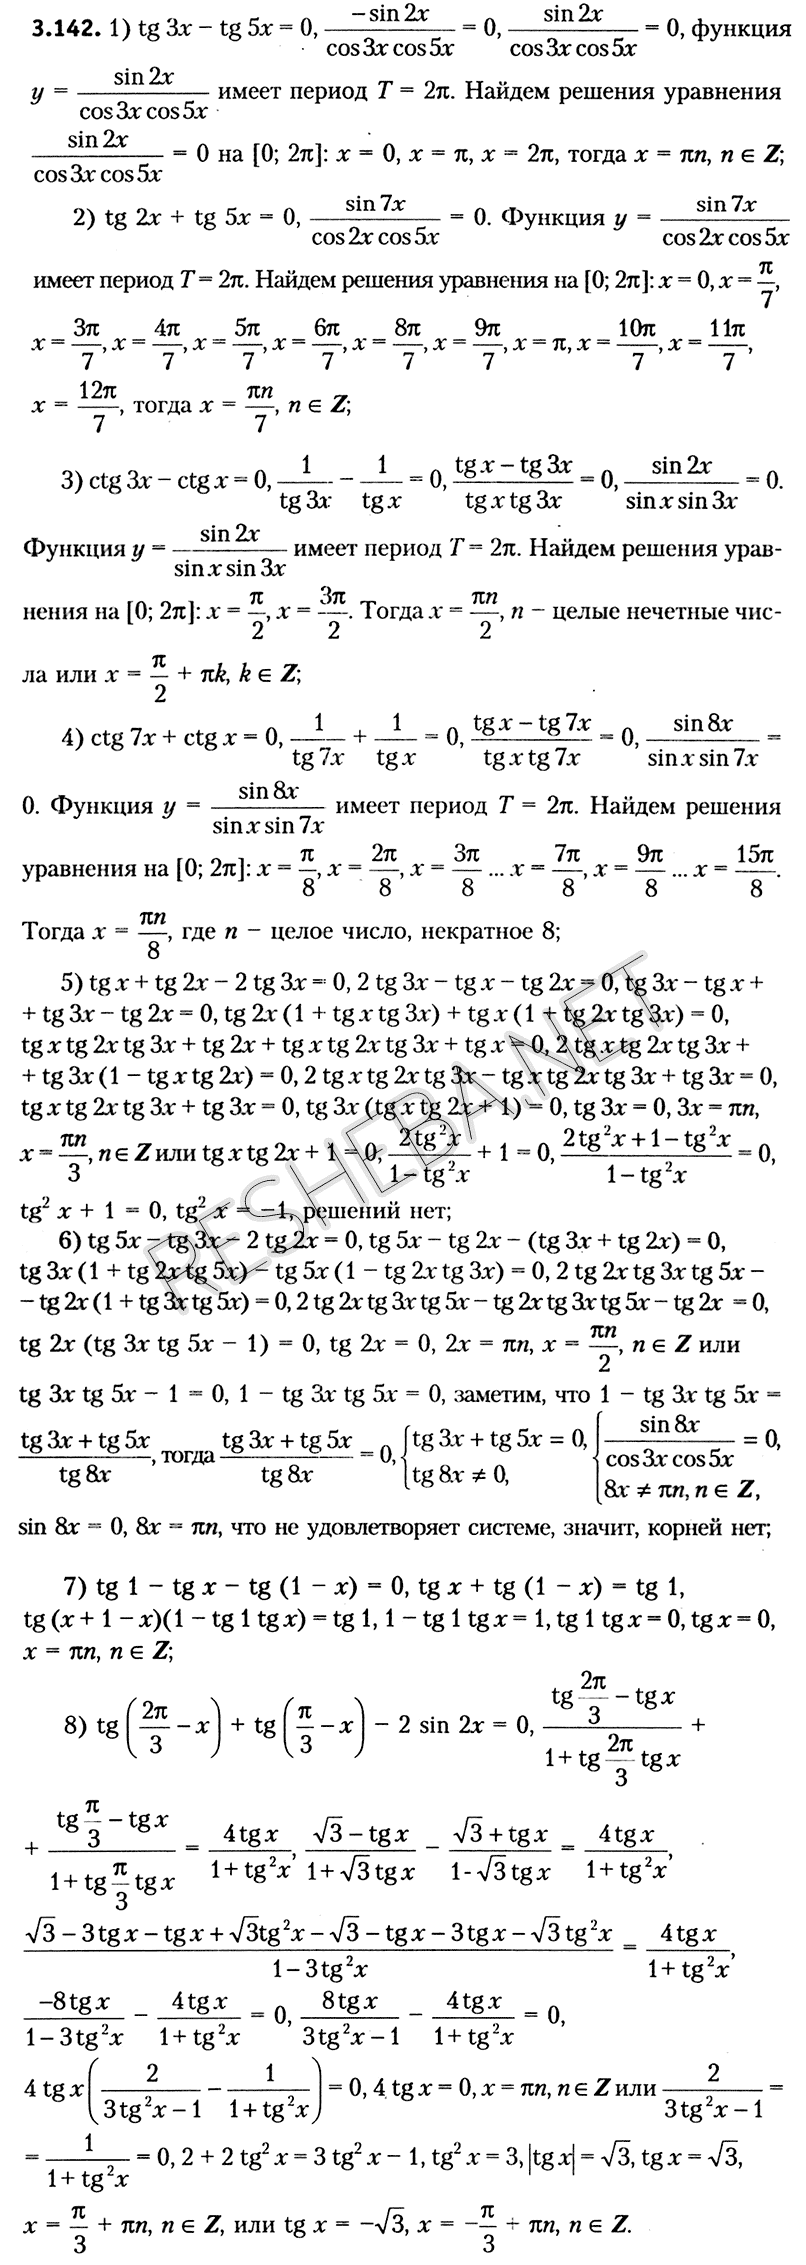 3.142. 1) tg 3x − tg 5x = 0, −sin 2x / (cos 3x cos 5x) = 0, sin 2x / (cos 3x cos 5x) = 0, функция
y = sin 2x / (cos 3x cos 5x) имеет период T = 2π. Найдем решения уравнения
sin 2x / (cos 3x cos 5x) = 0 на [0; 2π]: x = 0, x = π, x = 2π, тогда x = πn, n ∈ Z;
2) tg 2x + tg 5x = 0, sin 7x / (cos 2x cos 5x) = 0. Функция y = sin 7x / (cos 2x cos 5x)
имеет период T = 2π. Найдем решения уравнения на [0; 2π]: x = 0, x = π/7,
x = 3π/7, x = 4π/7, x = 5π/7, x = 6π/7, x = 8π/7, x = 9π/7, x = π, x = 10π/7, x = 11π/7,
x = 12π/7, тогда x = πn/7, n ∈ Z;
3) ctg 3x − ctg x = 0, 1/tg 3x − 1/tg x = 0, (tg x − tg 3x)/(tg x tg 3x) = 0, sin 2x / (sin x sin 3x) = 0.
Функция y = sin 2x / (sin x sin 3x) имеет период T = 2π. Найдем решения урав-
нения на [0; 2π]: x = π/2, x = 3π/2. Тогда x = πn/2, n − целые нечетные чис-
ла или x = π/2 + πk, k ∈ Z;
4) ctg 7x + ctg x = 0, 1/tg 7x + 1/tg x = 0, (tg x − tg 7x)/(tg x tg 7x) = 0, sin 8x / (sin x sin 7x) =
0. Функция y = sin 8x / (sin x sin 7x) имеет период T = 2π. Найдем решения
уравнения на [0; 2π]: x = π/8, x = 2π/8, x = 3π/8 ... x = 7π/8, x = 9π/8 ... x = 15π/8.
Тогда x = πn/8, где n − целое число, некратное 8;
5) tg x + tg 2x − 2 tg 3x = 0, 2 tg 3x − tg x − tg 2x = 0, tg 3x − tg x +
+ tg 3x − tg 2x = 0, tg 2x (1 + tg x tg 3x) + tg x (1 + tg 2x tg 3x) = 0,
tg x tg 2x tg 3x + tg 2x + tg x tg 2x tg 3x + tg x = 0, 2 tg x tg 2x tg 3x +
+ tg 3x (1 − tg x tg 2x) = 0, 2 tg x tg 2x tg 3x − tg x tg 2x tg 3x + tg 3x = 0,
tg x tg 2x tg 3x + tg 3x = 0, tg 3x (tg x tg 2x + 1) = 0, tg 3x = 0, 3x = πn,
x = πn/3, n ∈ Z или tg x tg 2x + 1 = 0, 2tg²x/(1 − tg²x) + 1 = 0, (2tg²x + 1 − tg²x)/(1 − tg²x) = 0,
tg² x + 1 = 0, tg² x = −1, решений нет;
6) tg 5x − tg 3x − 2 tg 2x = 0, tg 5x − tg 2x − (tg 3x + tg 2x) = 0,
tg 3x (1 + tg 2x tg 5x) − tg 5x (1 − tg 2x tg 3x) = 0, 2 tg 2x tg 3x tg 5x −
− tg 2x (1 + tg 3x tg 5x) = 0, 2 tg 2x tg 3x tg 5x − tg 2x tg 3x tg 5x − tg 2x = 0,
tg 2x (tg 3x tg 5x − 1) = 0, tg 2x = 0, 2x = πn, x = πn/2, n ∈ Z или
tg 3x tg 5x − 1 = 0, 1 − tg 3x tg 5x = 0, заметим, что 1 − tg 3x tg 5x =
(tg 3x + tg 5x)/tg 8x, тогда (tg 3x + tg 5x)/tg 8x = 0, { tg 3x + tg 5x = 0, tg 8x ≠ 0, { sin 8x / (cos 3x cos 5x) = 0, 8x ≠ πn, n ∈ Z,
sin 8x = 0, 8x = πn, что не удовлетворяет системе, значит, корней нет;
7) tg 1 − tg x − tg (1 − x) = 0, tg x + tg (1 − x) = tg 1,
tg (x + 1 − x)(1 − tg 1 tg x) = tg 1, 1 − tg 1 tg x = 1, tg 1 tg x = 0, tg x = 0,
x = πn, n ∈ Z;
8) tg (2π/3 − x) + tg (π/3 − x) − 2 sin 2x = 0, (tg 2π/3 − tg x)/(1 + tg 2π/3 tg x) +
+ (tg π/3 − tg x)/(1 + tg π/3 tg x) = 4 tg x/(1 + tg²x), (√3 − tg x)/(1 + √3 tg x) − (√3 + tg x)/(1 - √3 tg x) = 4 tg x/(1 + tg²x),
(√3 − 3 tg x − tg x + √3tg²x − √3 − tg x − 3 tg x − √3 tg²x)/(1 − 3tg²x) = 4 tg x/(1 + tg²x),
−8 tg x/(1 − 3tg²x) − 4 tg x/(1 + tg²x) = 0, 8 tg x/(3tg²x − 1) − 4 tg x/(1 + tg²x) = 0,
4 tg x (2/(3tg²x − 1) − 1/(1 + tg²x)) = 0, 4 tg x = 0, x = πn, n ∈ Z или 2/(3tg²x − 1) =
= 1/(1 + tg²x) = 0, 2 + 2 tg² x = 3 tg² x − 1, tg² x = 3, |tg x| = √3, tg x = √3,
x = π/3 + πn, n ∈ Z, или tg x = −√3, x = −π/3 + πn, n ∈ Z.
RESHEBA.NET